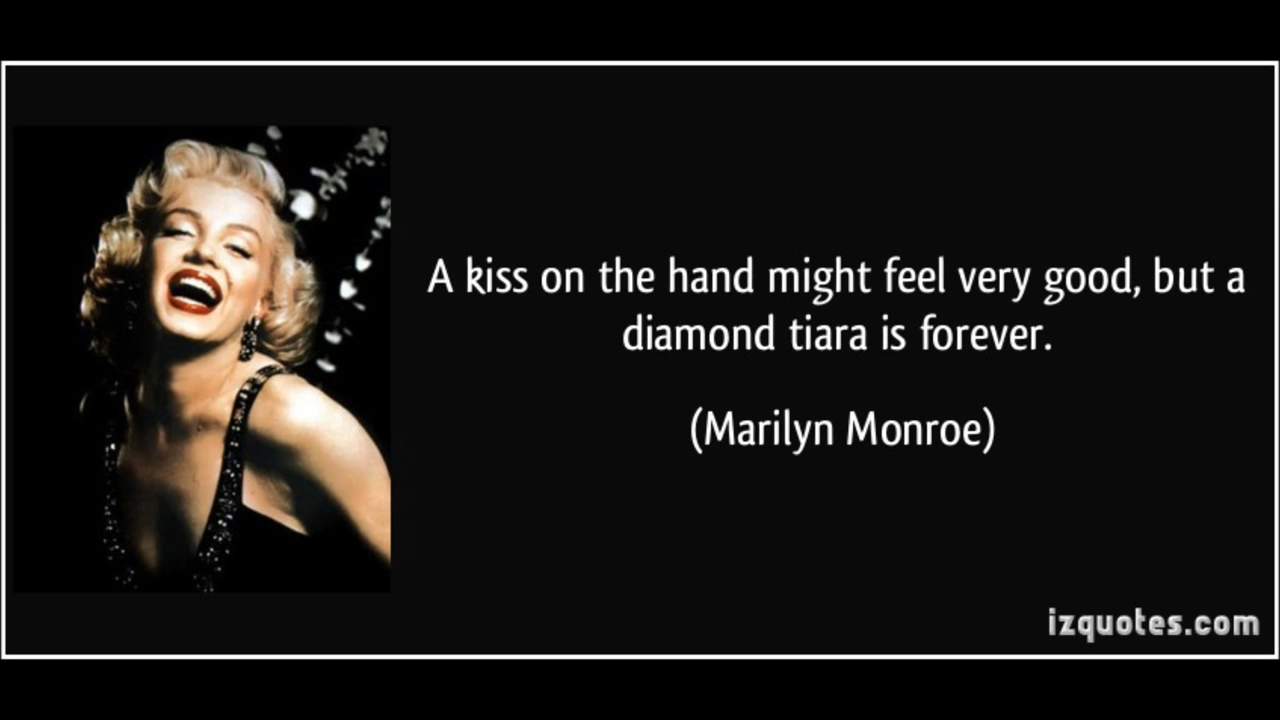 A kiss on the hand might feel very good, but a
diamond tiara is forever.
(Marilyn Monroe)
izquotes.com